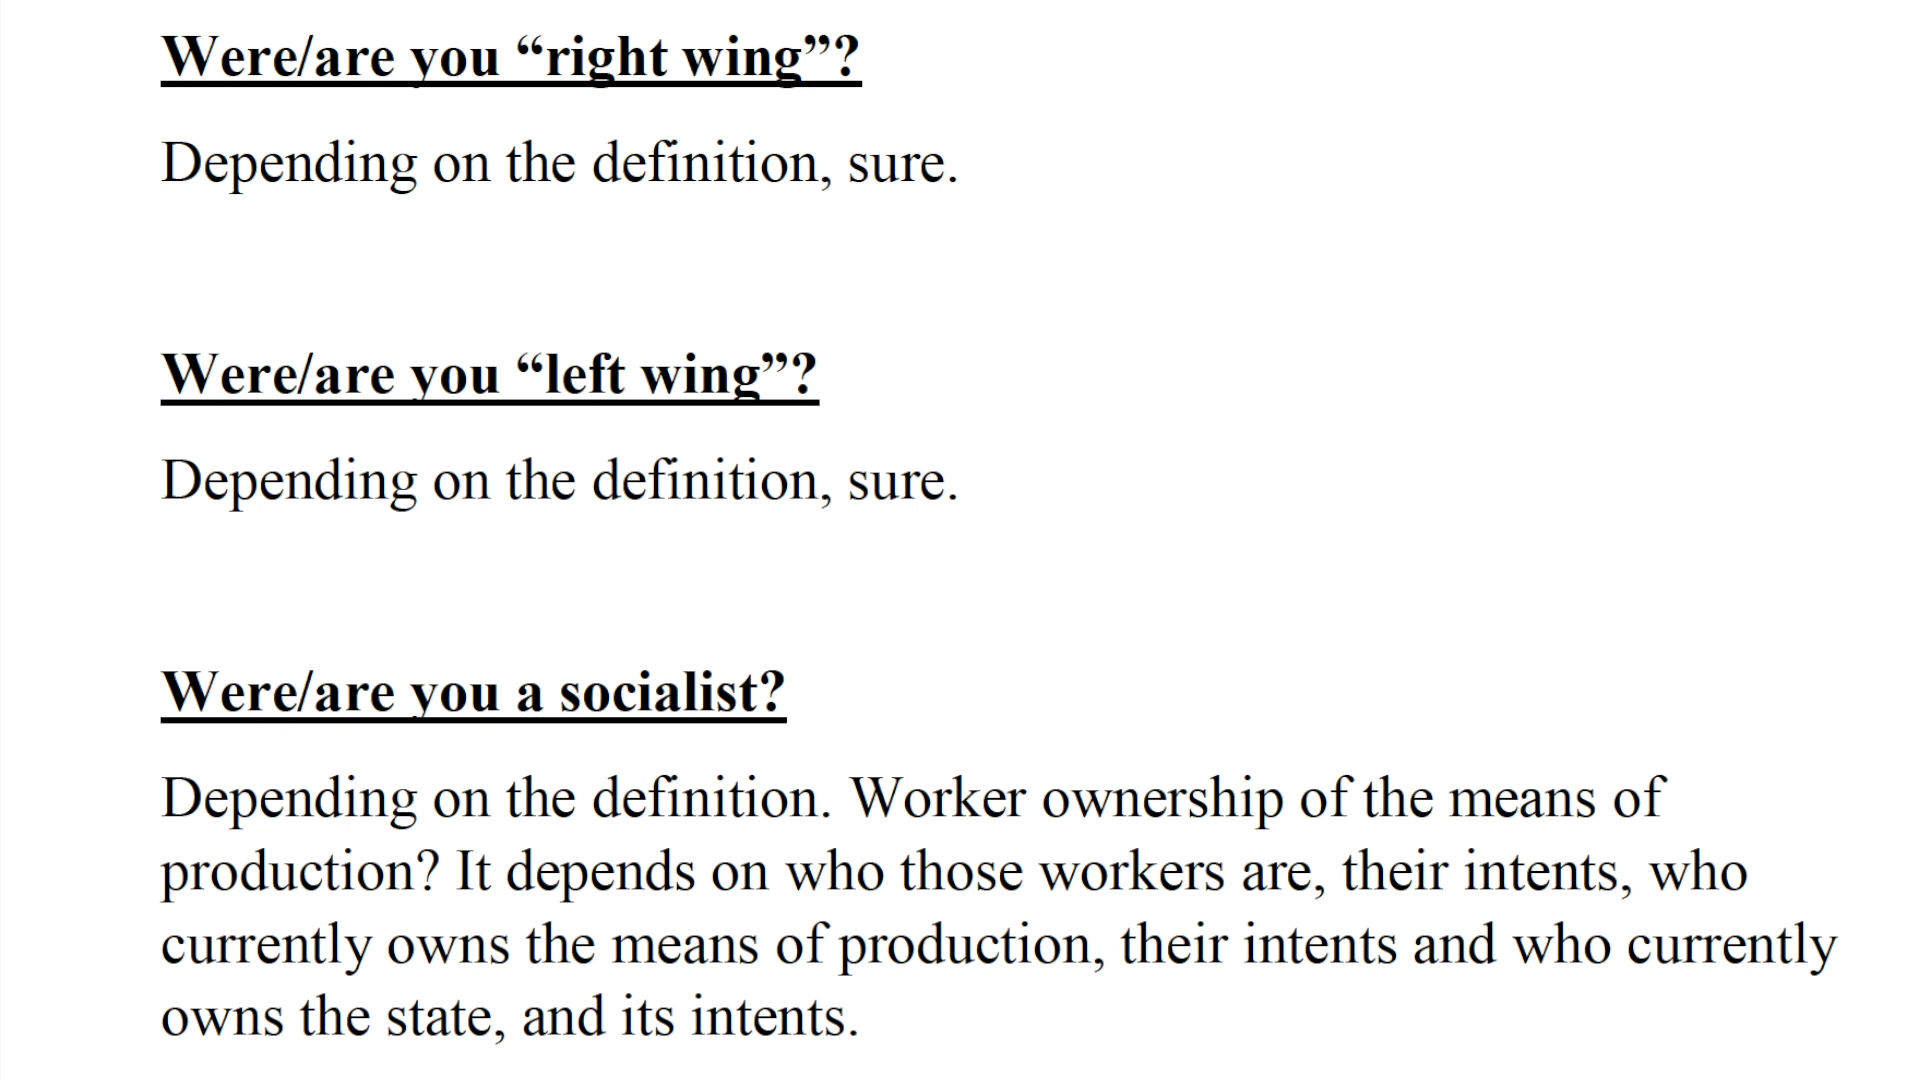 Were/are you “right wing”?
Depending on the definition, sure.
Were/are you “left wing”?
Depending on the definition, sure.
Were/are you a socialist?
Depending on the definition. Worker ownership of the means of
production? It depends on who those workers are, their intents, who
currently owns the means of production, their intents and who currently
owns the state, and its intents.